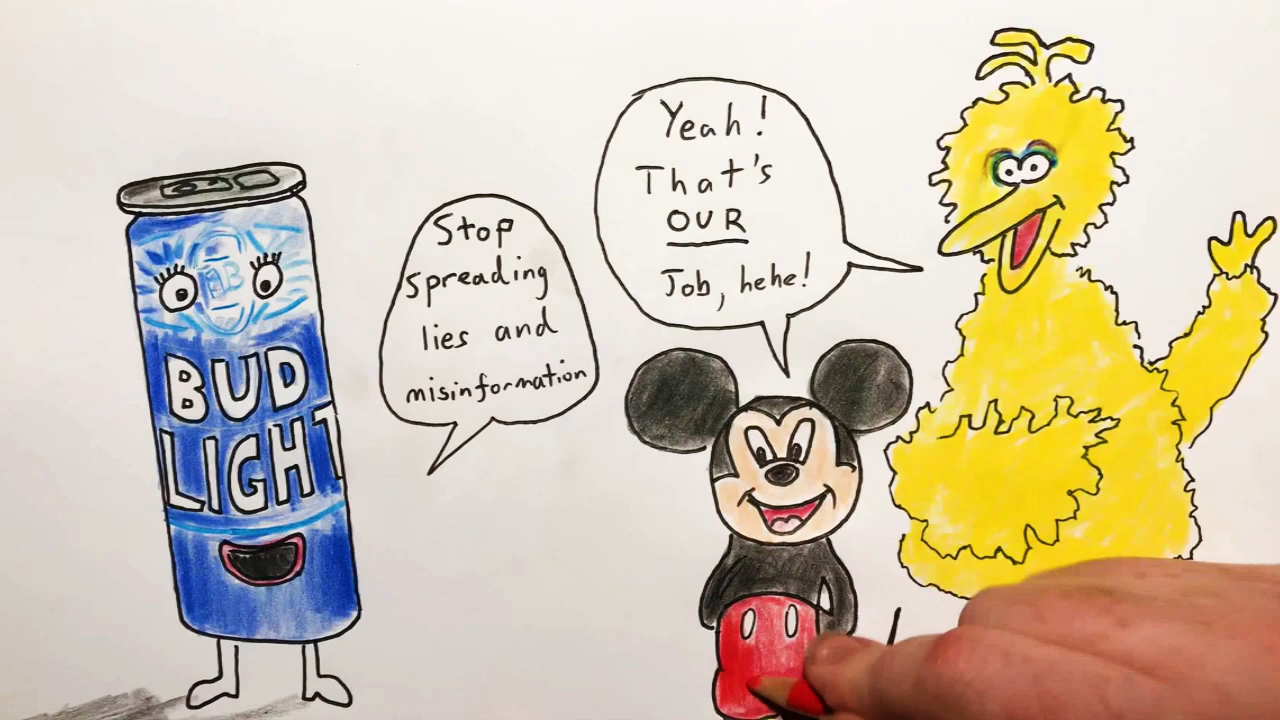 BUD
LIGHT
Stop
spreading
lies and
misinformation
Yeah!
That's
OUR
Job, hehe!